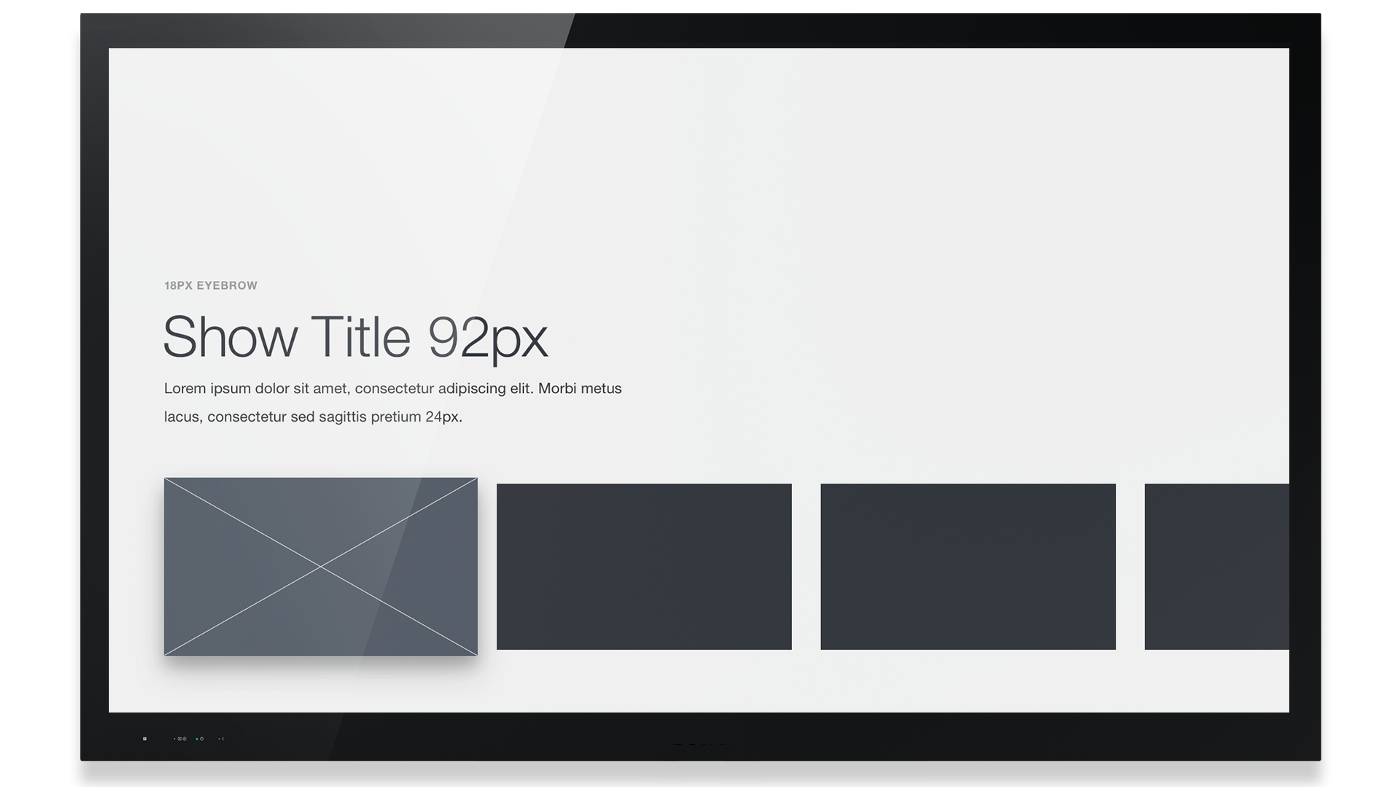 18PX EYEBROW
Show Title 92px
Lorem ipsum dolor sit amet, consectetur adipiscing elit. Morbi metus
lacus, consectetur sed sagittis pretium 24px.